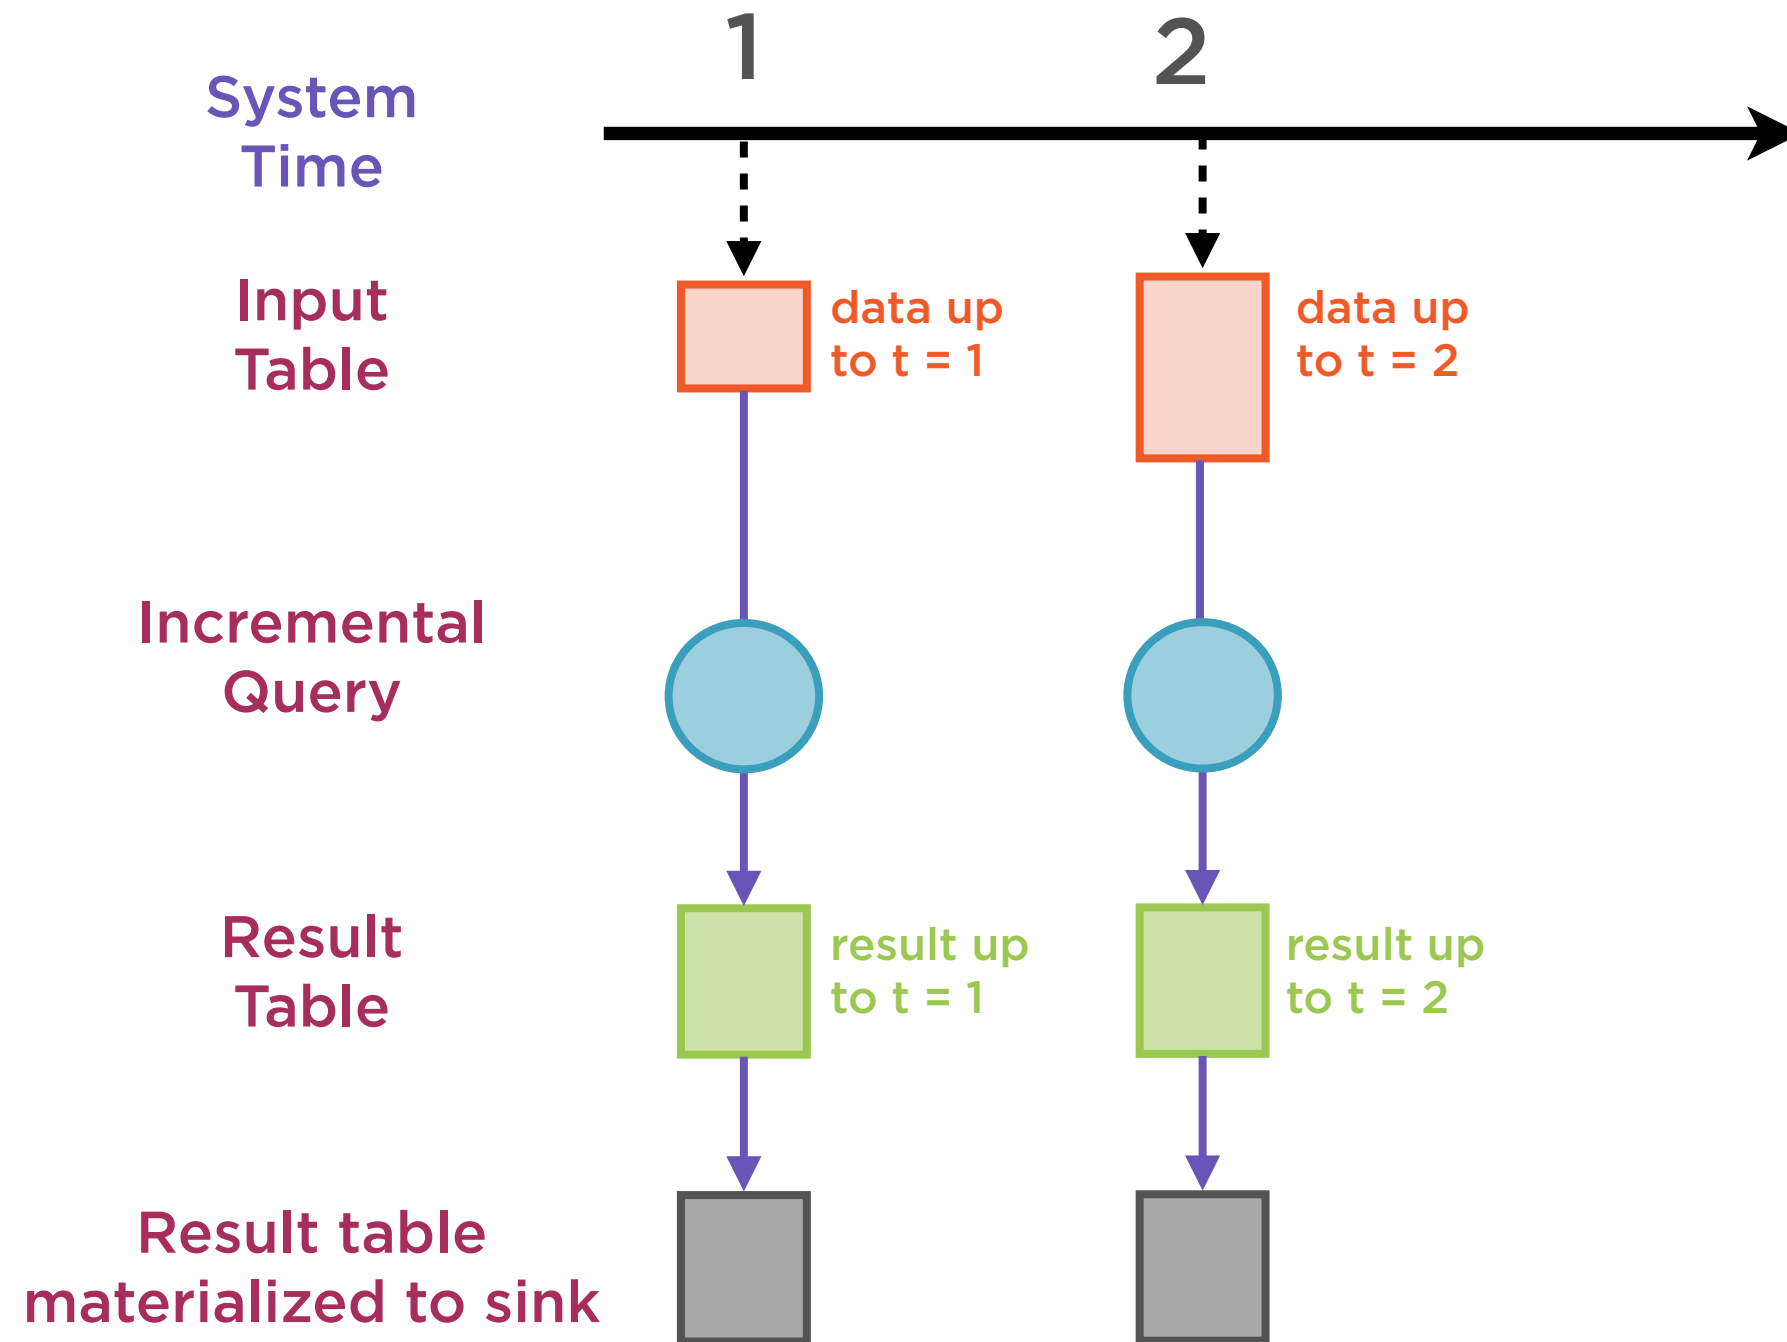 1
2
System
Time
Input
Table
data up
to t = 1
data up
to t = 2
Incremental
Query
Result
Table
result up
to t = 1
result up
to t = 2
Result table
materialized to sink